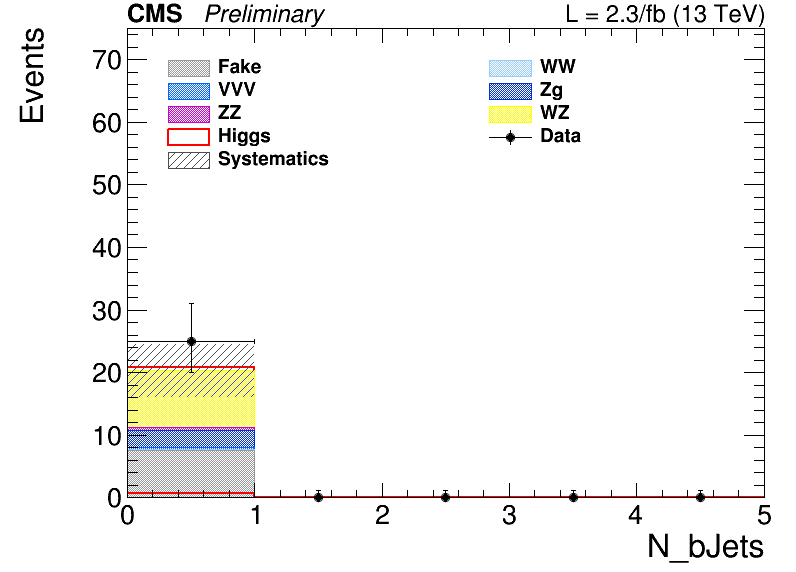 CMS Preliminary L = 2.3/fb (13 TeV)
Events
70
60
50
40
30
20
10
0
Fake WW
VVV Zg
ZZ WZ
Higgs Data
Systematics
0 1 2 3 4 5
N_bJets